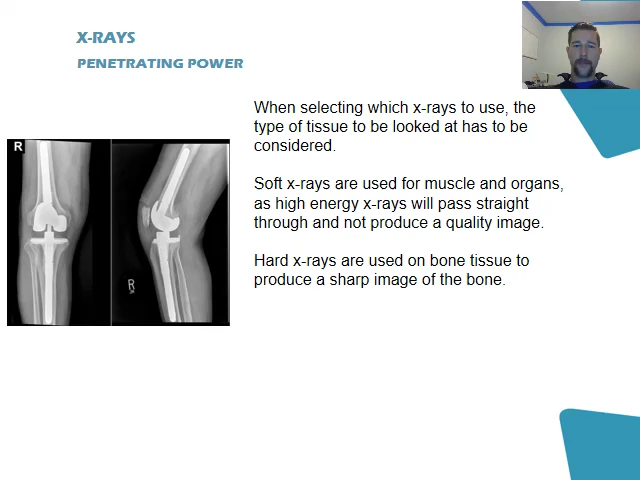 X-RAYS
PENETRATING POWER
When selecting which x-rays to use, the
type of tissue to be looked at has to be
considered.
Soft x-rays are used for muscle and organs,
as high energy x-rays will pass straight
through and not produce a quality image.
Hard x-rays are used on bone tissue to
produce a sharp image of the bone.
R
R